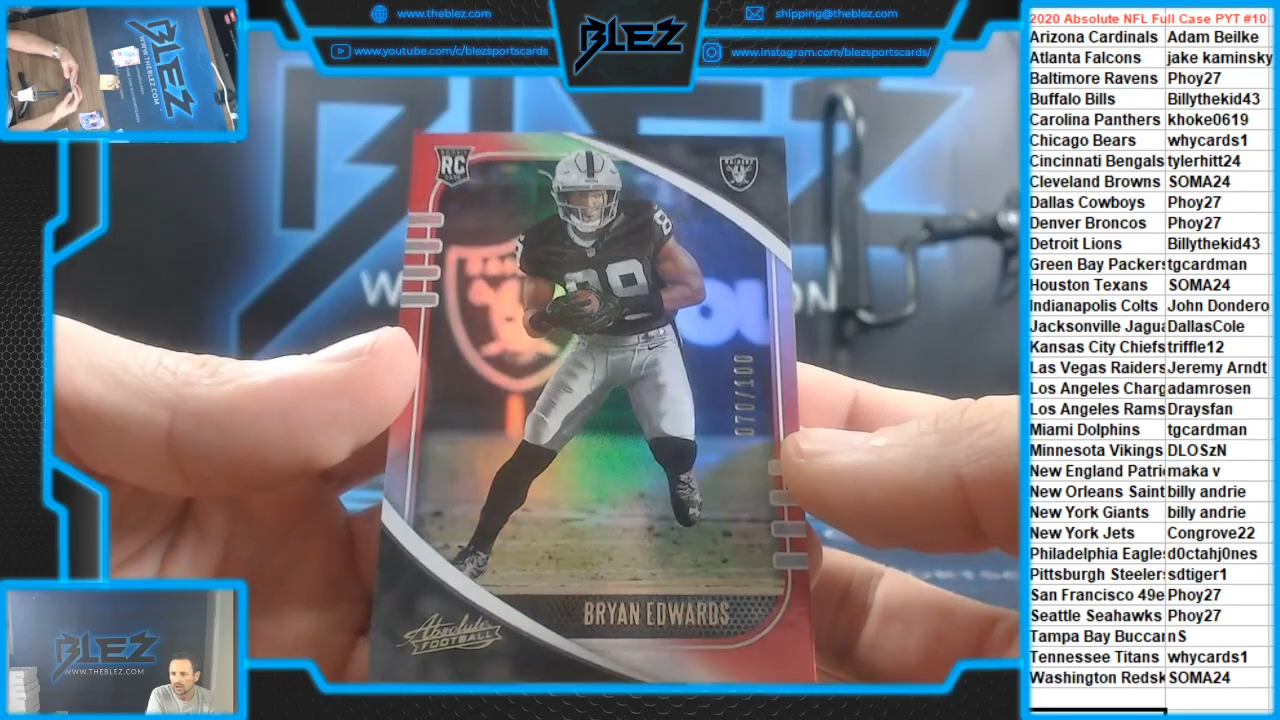 www.theblez.com
BLEZ
shipping@theblez.com
www.youtube.com/c/blezsportscards
www.instagram.com/blezsportscards/
2020 Absolute NFL Full Case PYT #10
Arizona Cardinals Adam Beilke
Atlanta Falcons jake kaminsky
Baltimore Ravens Phoy27
Buffalo Bills Billythekid43
Carolina Panthers khoke0619
Chicago Bears whycards1
Cincinnati Bengals tylerhitt24
Cleveland Browns SOMA24
Dallas Cowboys Phoy27
Denver Broncos Phoy27
Detroit Lions Billythekid43
Green Bay Packers tgcardman
Houston Texans SOMA24
Indianapolis Colts John Dondero
Jacksonville Jagua DallasCole
Kansas City Chiefs triffle12
Las Vegas Raiders Jeremy Arndt
Los Angeles Charg adamrosen
Los Angeles Rams Draysfan
Miami Dolphins tgcardman
Minnesota Vikings DLOSzN
New England Patri maka v
New Orleans Saint billy andrie
New York Giants billy andrie
New York Jets Congrove22
Philadelphia Eagles d0ctahj0nes
Pittsburgh Steelers sdtiger1
San Francisco 49e Phoy27
Seattle Seahawks Phoy27
Tampa Bay Buccan nS
Tennessee Titans whycards1
Washington Redsk SOMA24
RC
RAIDERS
89
070/100
BRYAN EDWARDS
Absolute
FOOTBALL
BLEZ
WWW.THEBLEZ.COM
BLEZ
WWW.THEBLEZ.COM